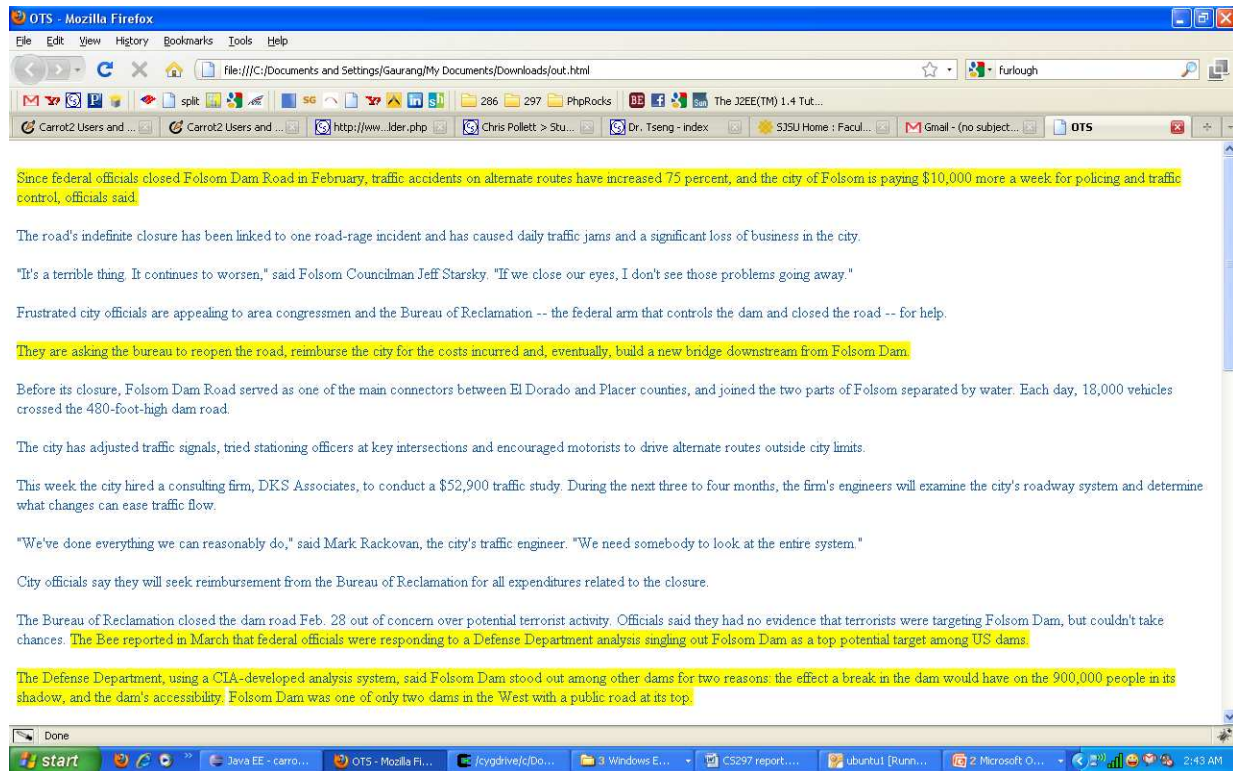 OTS - Mozilla Firefox
File Edit View History Bookmarks Tools Help
file:///C:/Documents and Settings/Gaurang/My Documents/Downloads/out.html
furlough
split
SG
286
297
PhpRocks
BE
The J2EE(TM) 1.4 Tut...
Carrot2 Users and ...
Carrot2 Users and ...
http://ww...lder.php
Chris Pollett > Stu...
Dr. Tseng - index
SJSU Home : Facul...
Gmail - (no subject...
OTS
Since federal officials closed Folsom Dam Road in February, traffic accidents on alternate routes have increased 75 percent, and the city of Folsom is paying $10,000 more a week for policing and traffic
control, officials said.
The road's indefinite closure has been linked to one road-rage incident and has caused daily traffic jams and a significant loss of business in the city.
"It's a terrible thing. It continues to worsen," said Folsom Councilman Jeff Starsky. "If we close our eyes, I don't see those problems going away."
Frustrated city officials are appealing to area congressmen and the Bureau of Reclamation -- the federal arm that controls the dam and closed the road -- for help.
They are asking the bureau to reopen the road, reimburse the city for the costs incurred and, eventually, build a new bridge downstream from Folsom Dam.
Before its closure, Folsom Dam Road served as one of the main connectors between El Dorado and Placer counties, and joined the two parts of Folsom separated by water. Each day, 18,000 vehicles
crossed the 480-foot-high dam road.
The city has adjusted traffic signals, tried stationing officers at key intersections and encouraged motorists to drive alternate routes outside city limits.
This week the city hired a consulting firm, DKS Associates, to conduct a $52,900 traffic study. During the next three to four months, the firm's engineers will examine the city's roadway system and determine
what changes can ease traffic flow.
"We've done everything we can reasonably do," said Mark Rackovan, the city's traffic engineer. "We need somebody to look at the entire system."
City officials say they will seek reimbursement from the Bureau of Reclamation for all expenditures related to the closure.
The Bureau of Reclamation closed the dam road Feb. 28 out of concern over potential terrorist activity. Officials said they had no evidence that terrorists were targeting Folsom Dam, but couldn't take
chances. The Bee reported in March that federal officials were responding to a Defense Department analysis singling out Folsom Dam as a top potential target among US dams.
The Defense Department, using a CIA-developed analysis system, said Folsom Dam stood out among other dams for two reasons: the effect a break in the dam would have on the 900,000 people in its
shadow, and the dam's accessibility. Folsom Dam was one of only two dams in the West with a public road at its top.
Done
start
Java EE - carro...
OTS - Mozilla Fi...
/cygdrive/c/Do...
3 Windows E...
CS297 report....
ubuntu1 [Runn...
2 Microsoft O...
2:43 AM